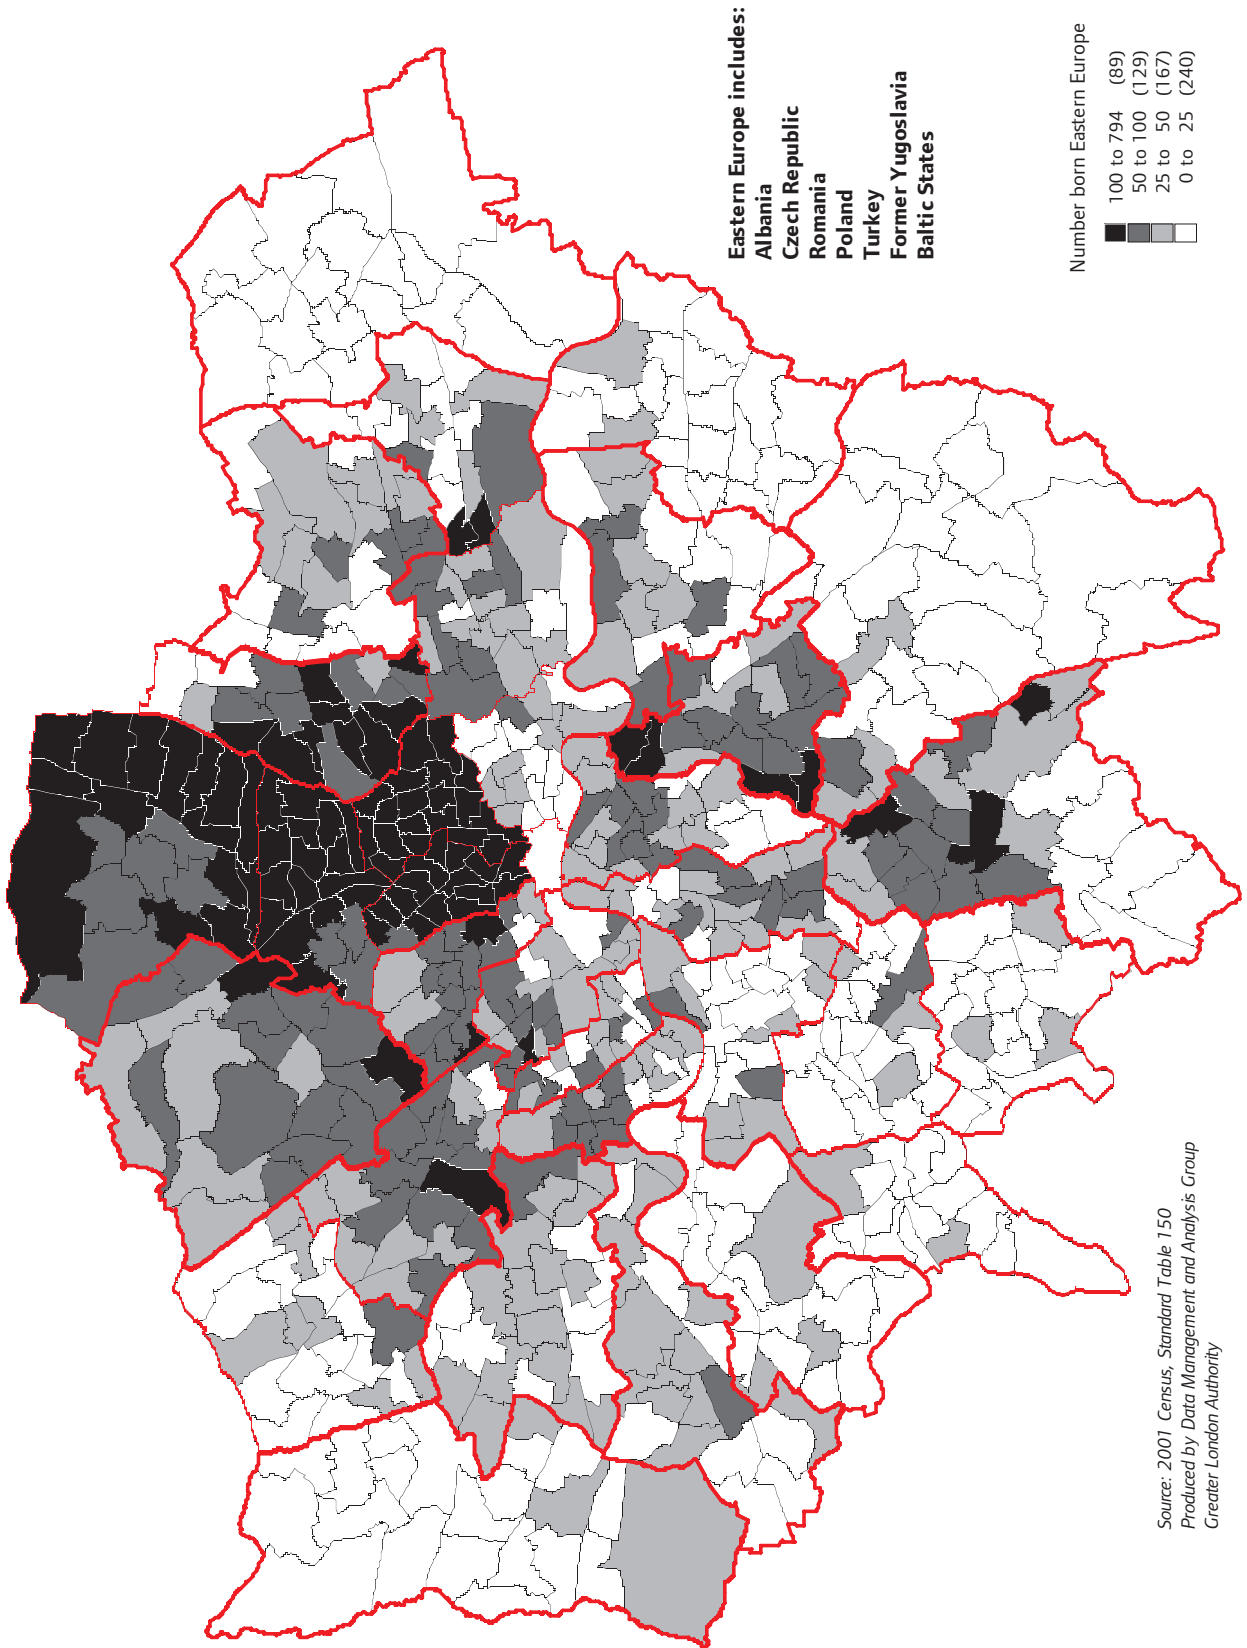 Eastern Europe includes:
Albania
Czech Republic
Romania
Poland
Turkey
Former Yugoslavia
Baltic States
Number born Eastern Europe
100 to 794 (89)
50 to 100 (129)
25 to 50 (167)
0 to 25 (240)
Source: 2001 Census, Standard Table 150
Produced by Data Management and Analysis Group
Greater London Authority